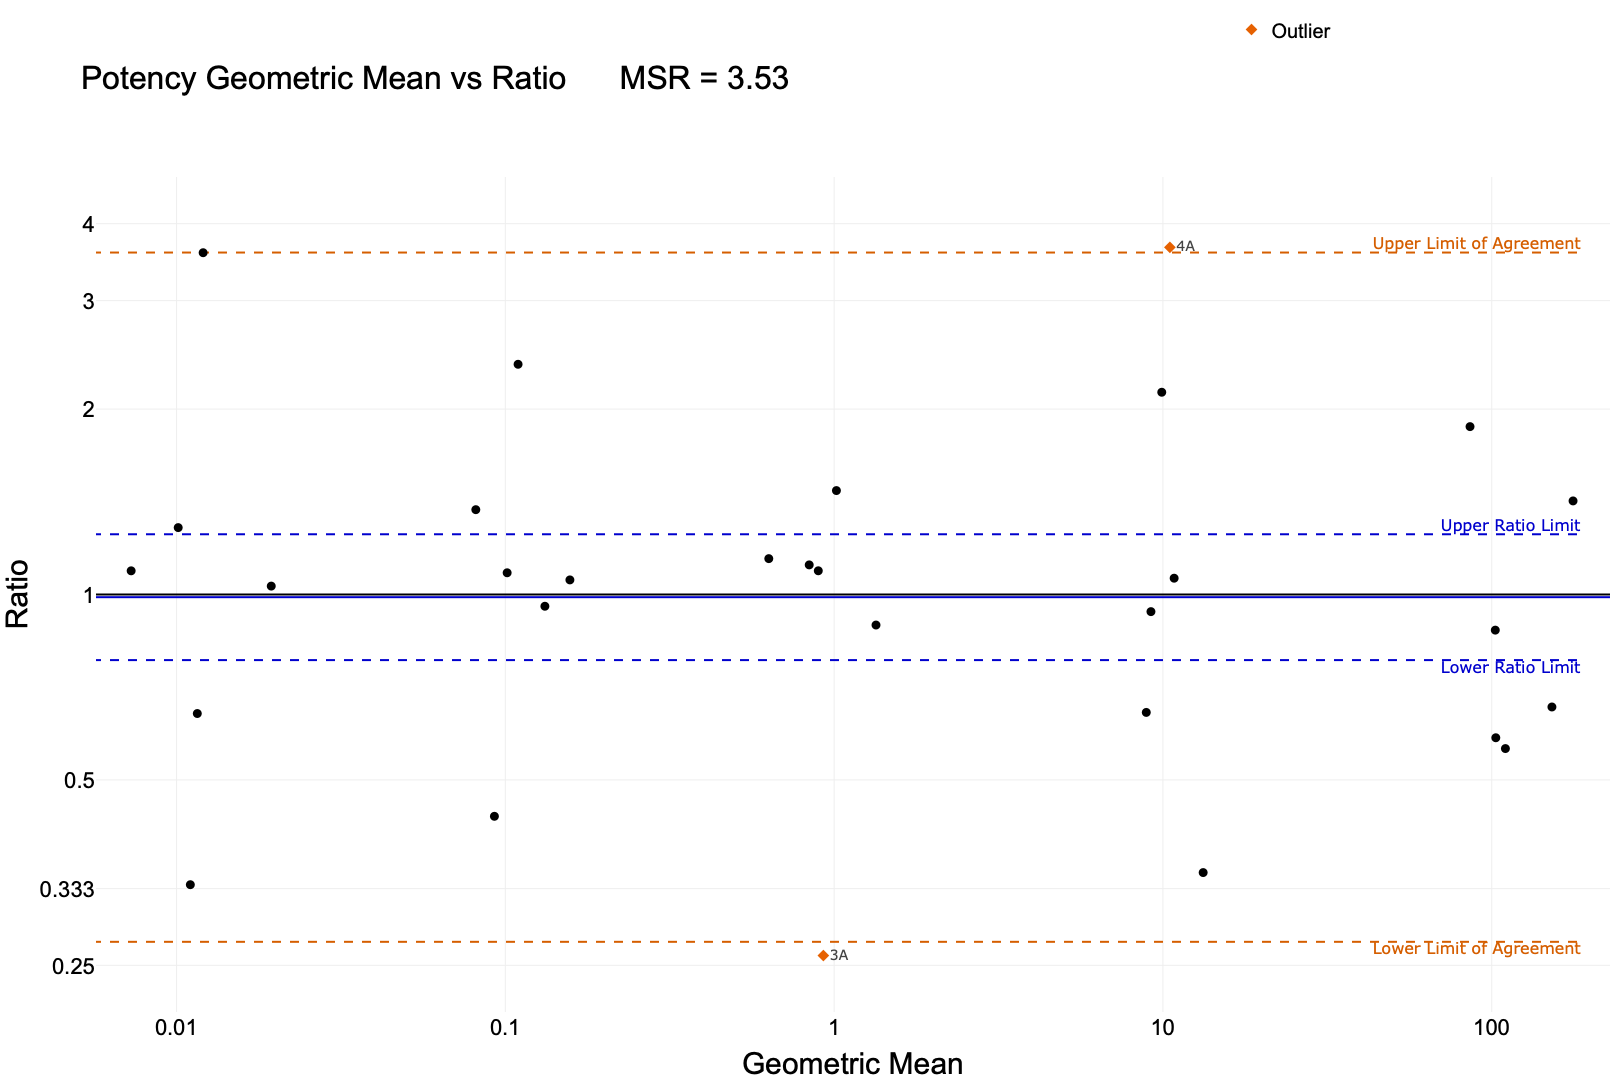 Outlier
Potency Geometric Mean vs Ratio MSR = 3.53
4
4A
Upper Limit of Agreement
3
2
Upper Ratio Limit
1
Ratio
Lower Ratio Limit
0.5
0.333
0.25
3A
Lower Limit of Agreement
0.01 0.1 1 10 100
Geometric Mean